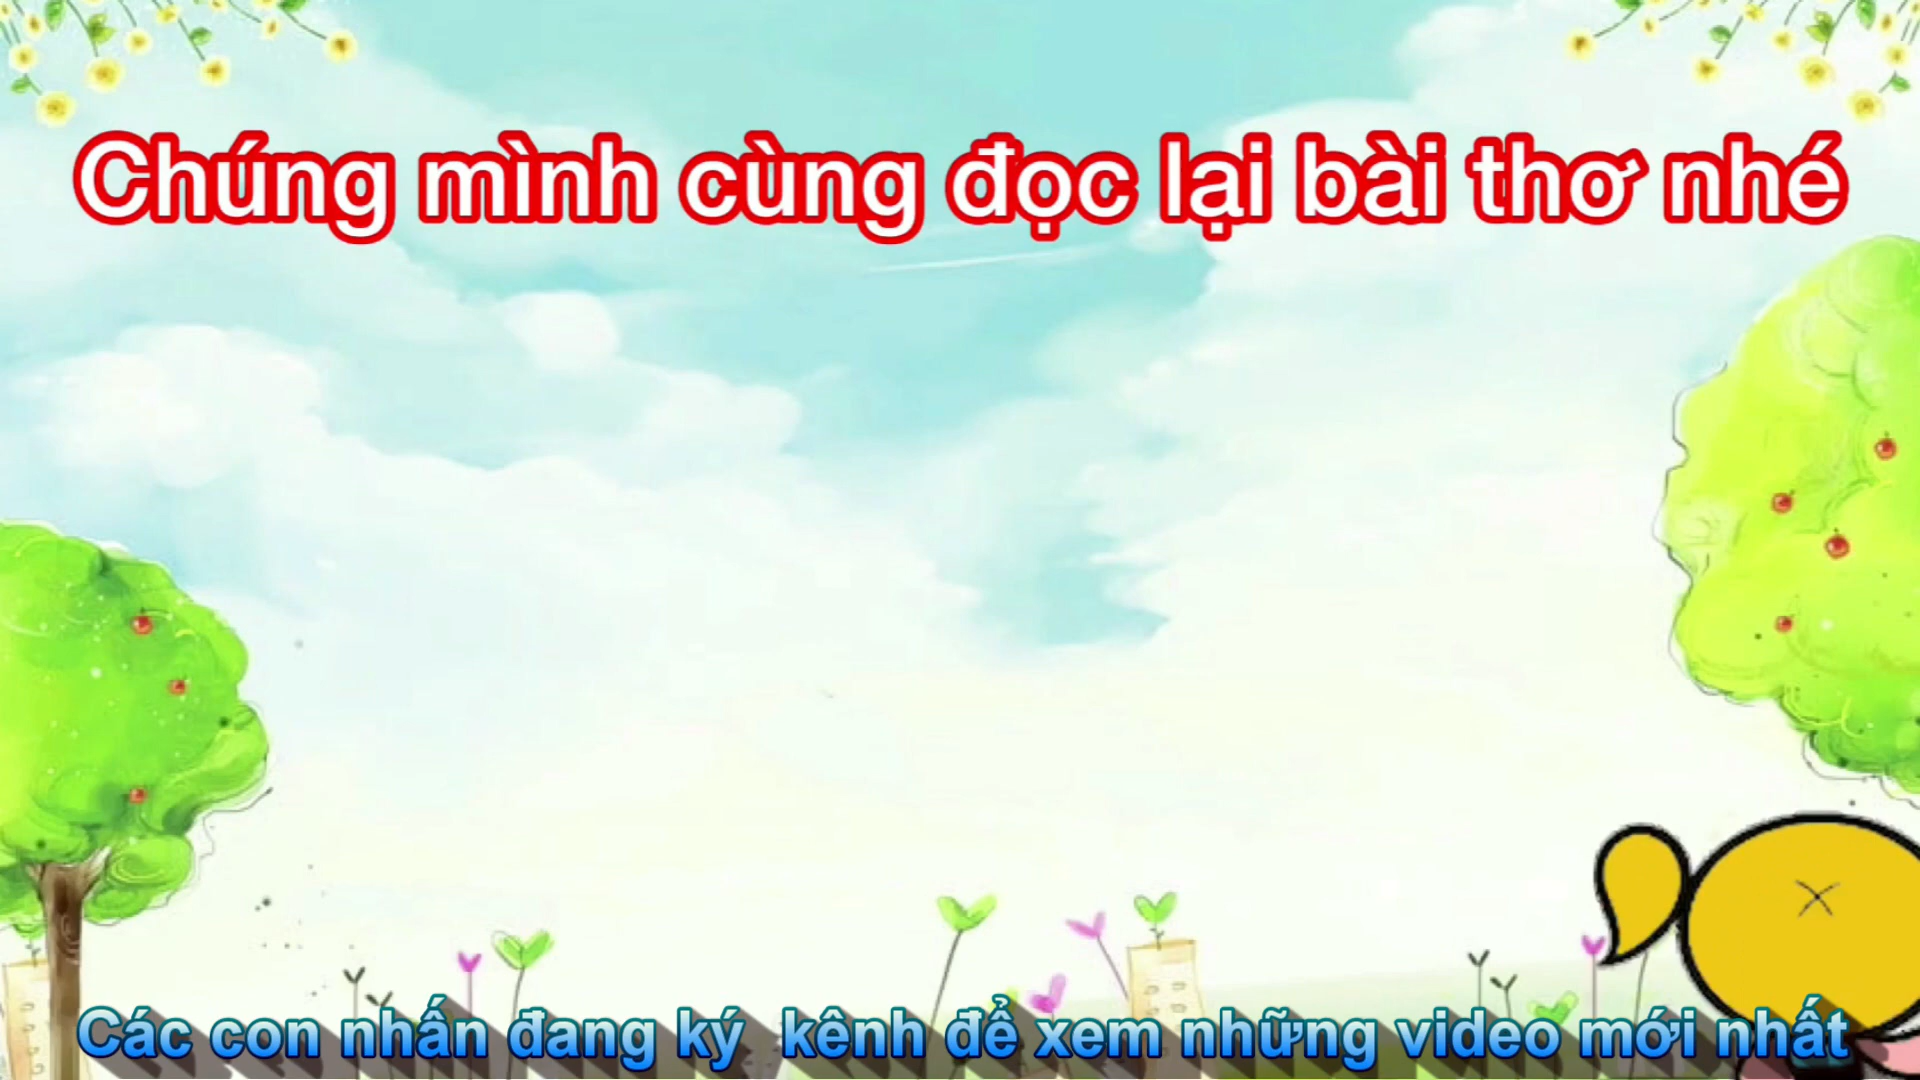 Chúng mình cùng đọc lại bài thơ nhé
Các con nhấn đang ký kênh để xem những video mới nhất